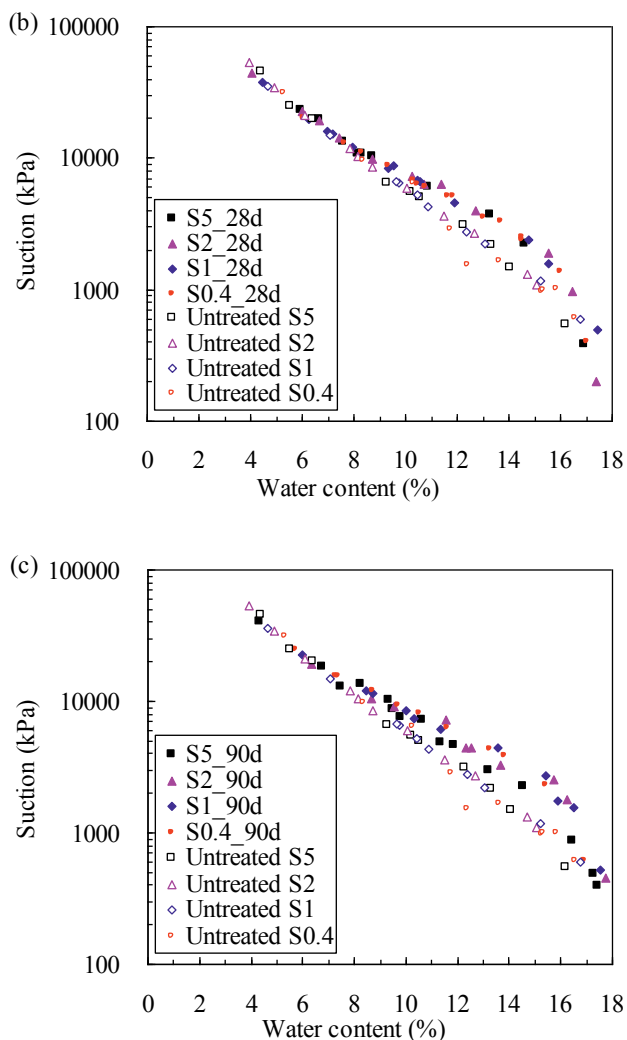 (b)
100000
10000
1000
100
Suction (kPa)
S5_28d
S2_28d
S1_28d
S0.4_28d
Untreated S5
Untreated S2
Untreated S1
Untreated S0.4
0 2 4 6 8 10 12 14 16 18
Water content (%)
(c)
100000
10000
1000
100
Suction (kPa)
S5_90d
S2_90d
S1_90d
S0.4_90d
Untreated S5
Untreated S2
Untreated S1
Untreated S0.4
0 2 4 6 8 10 12 14 16 18
Water content (%)